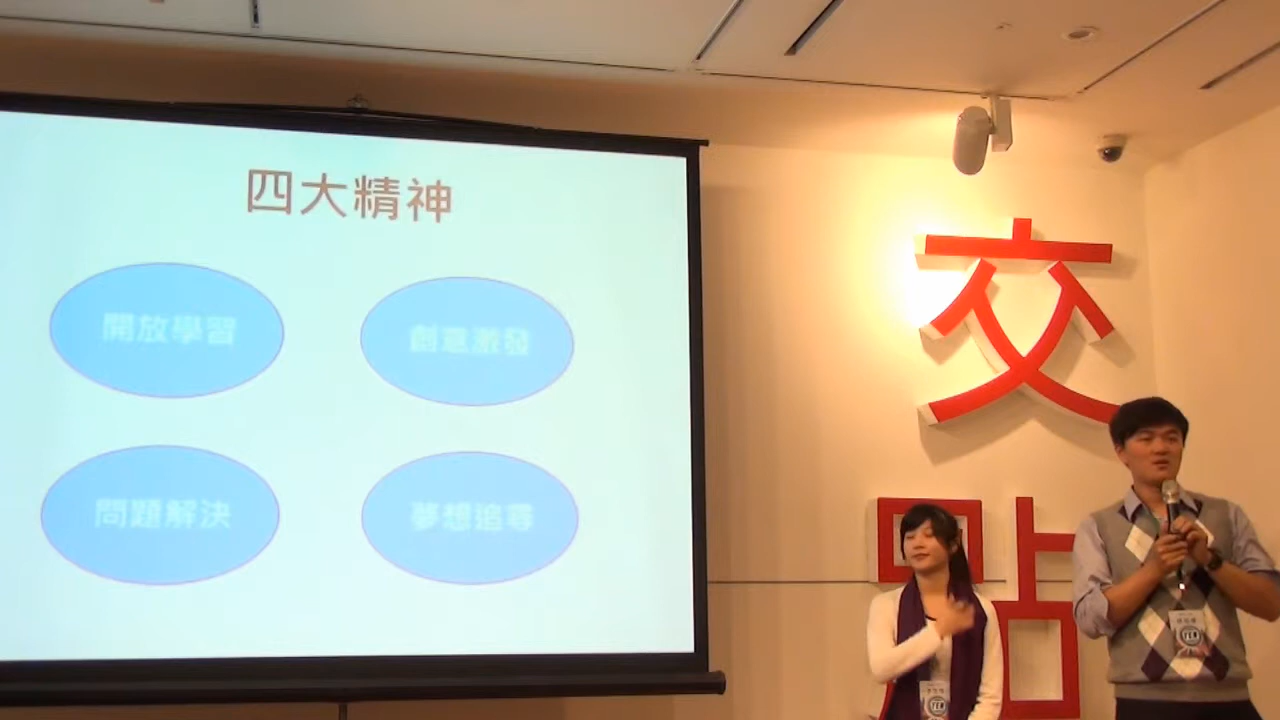 四大精神
開放學習
創意激發
問題解決
夢想追尋
交
點